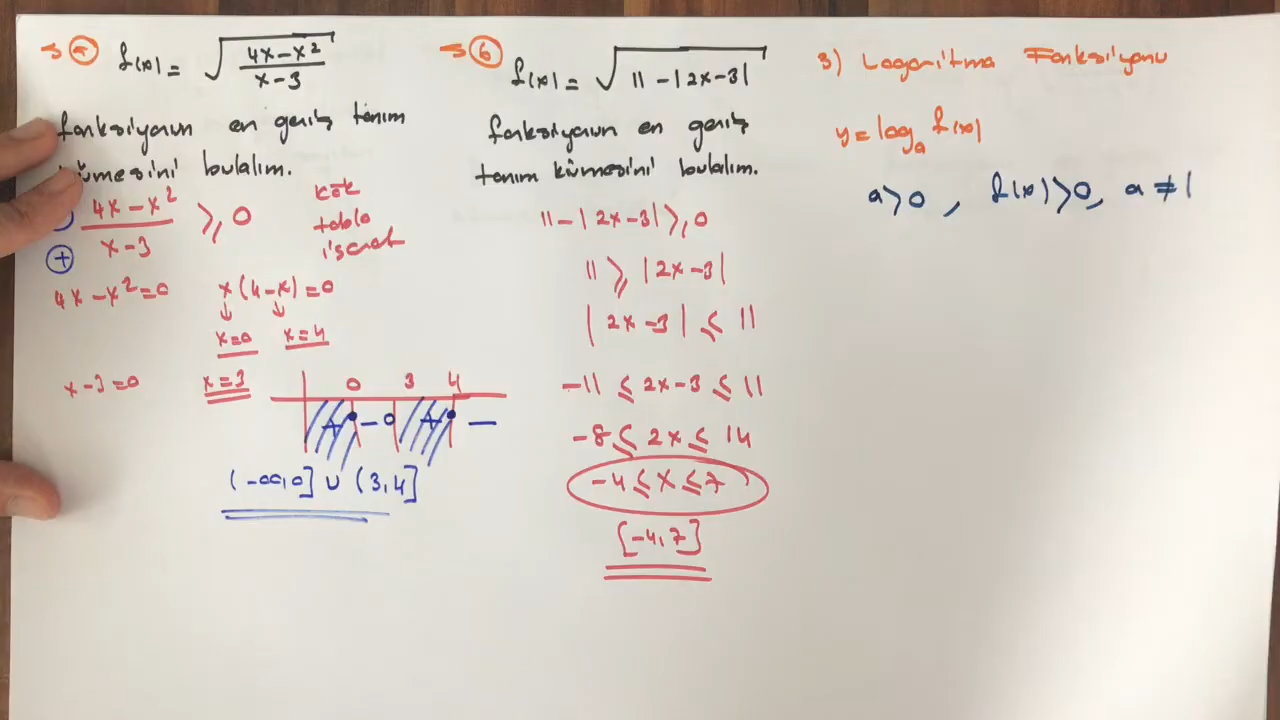 → 5 f(x) = √((4x-x²)/(x-3))
fonksiyonun en geniş tanım
kümesini bulalım.
(4x-x²)/(x-3) ⩾ 0
+
kök
tablo
işaret
4x-x²=0 x(4-x)=0
x=0 x=4
x-3=0 x=3
0 3 4
+ - 0 + -
(-∞,0] ∪ (3,4]
→ 6 f(x) = √(11-|2x-3|)
fonksiyonun en geniş
tanım kümesini bulalım.
11-|2x-3| ⩾ 0
11 ⩾ |2x-3|
|2x-3| ⩽ 11
-11 ⩽ 2x-3 ⩽ 11
-8 ⩽ 2x ⩽ 14
-4 ⩽ x ⩽ 7
[-4,7]
3) Logaritma Fonksiyonu
y = logₐ f(x)
a>0 , f(x)>0, a≠1